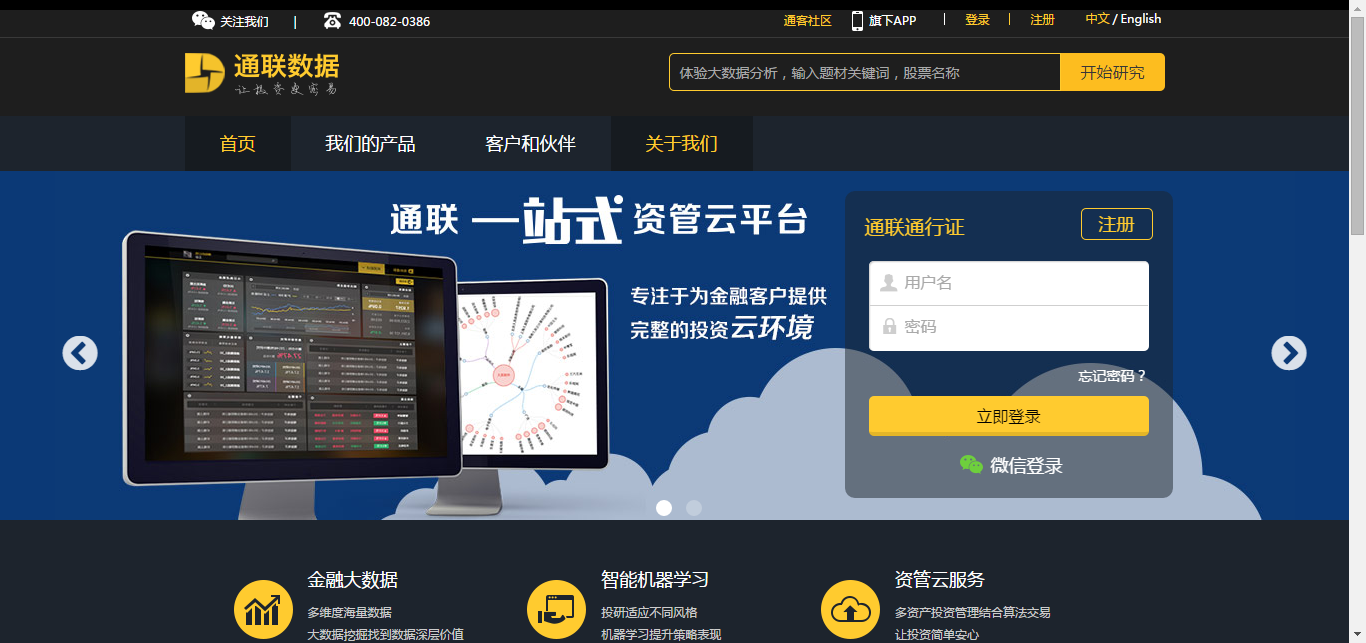 关注我们 | 400-082-0386 通客社区 旗下APP | 登录 | 注册 中文 / English
通联数据
让投资更容易
体验大数据分析，输入题材关键词，股票名称 开始研究
首页 我们的产品 客户和伙伴 关于我们
通联 一站式 资管云平台
通联通行证 注册
用户名
专注于为金融客户提供
完整的投资云环境
密码
忘记密码？
立即登录
微信登录
金融大数据 智能机器学习 资管云服务
多维度海量数据 投研适应不同风格 多资产投资管理结合算法交易
大数据挖掘找到数据深层价值 机器学习提升策略表现 让投资简单安心